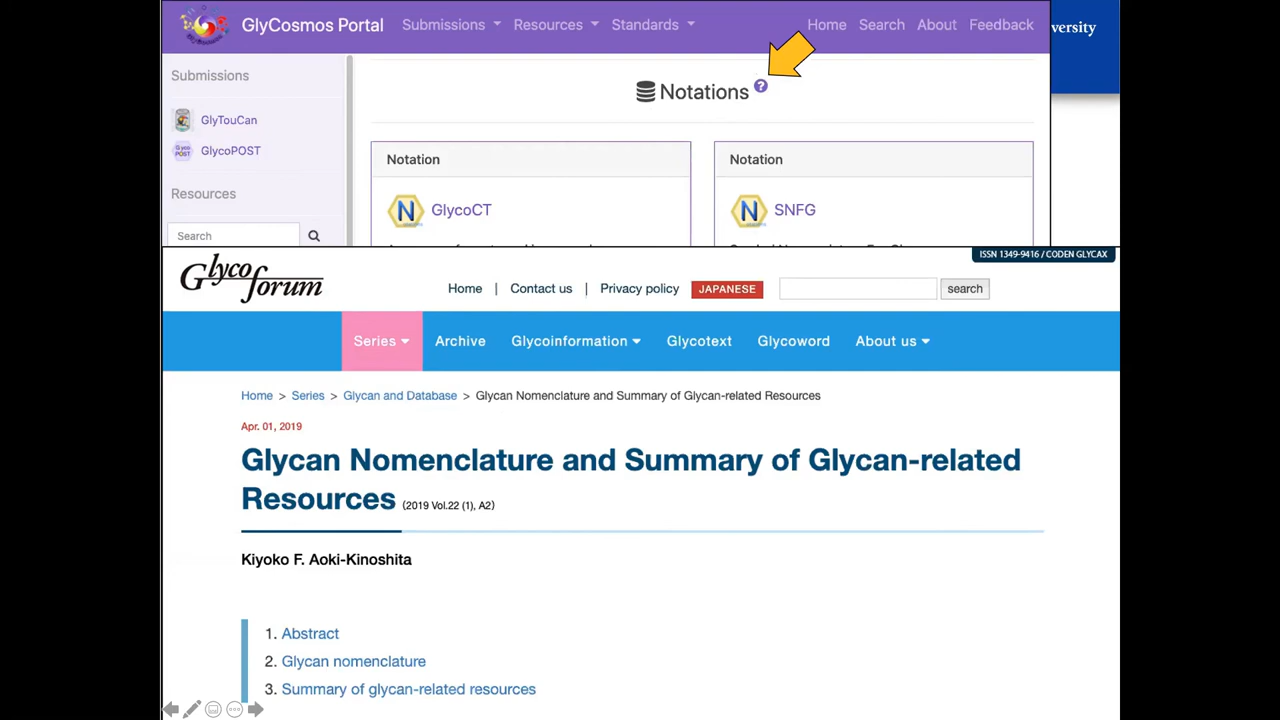 GlyCosmos Portal Submissions Resources Standards Home Search About Feedback
versity
Submissions
Notations ?
GlyTouCan
GlycoPOST
Notation
Notation
N GlycoCT
N SNFG
Resources
Search
ISSN 1349-9416 / CODEN GLYCAX
Glyco forum
Home | Contact us | Privacy policy JAPANESE search
Series Archive Glycoinformation Glycotext Glycoword About us
Home > Series > Glycan and Database > Glycan Nomenclature and Summary of Glycan-related Resources
Apr. 01, 2019
Glycan Nomenclature and Summary of Glycan-related
Resources (2019 Vol.22 (1), A2)
Kiyoko F. Aoki-Kinoshita
1. Abstract
2. Glycan nomenclature
3. Summary of glycan-related resources